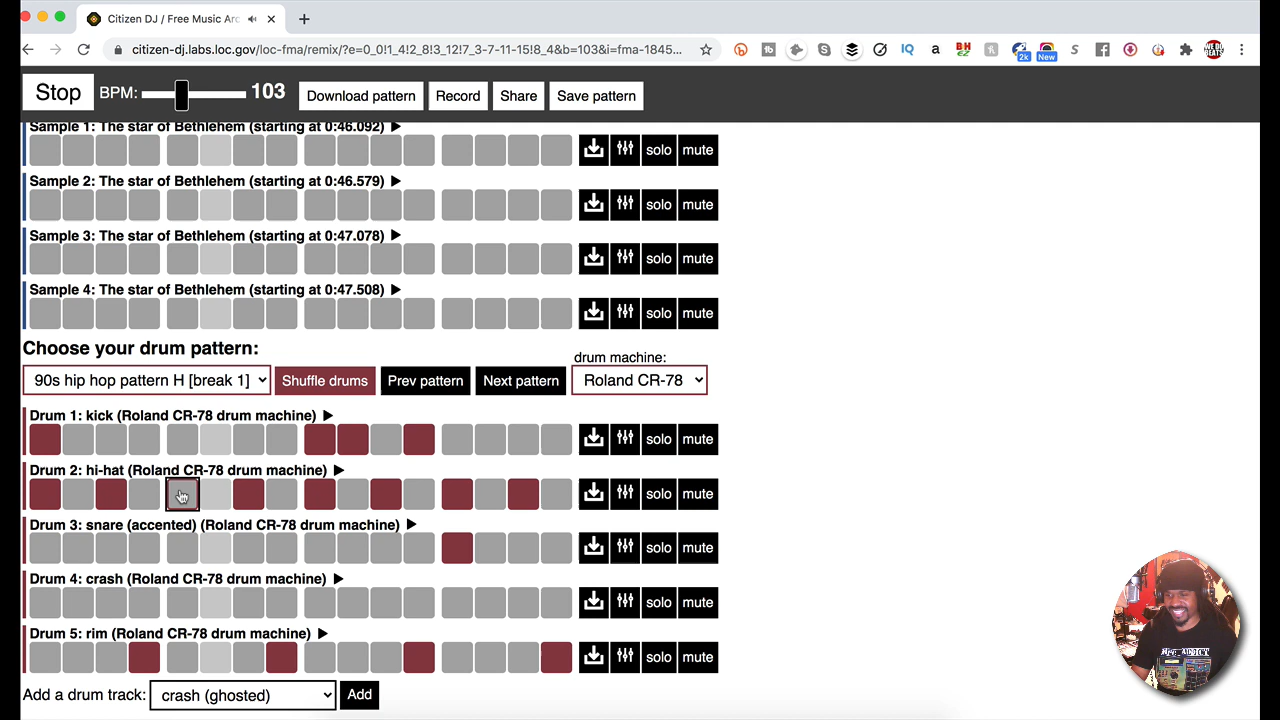 Citizen DJ / Free Music Arc
citizen-dj.labs.loc.gov/loc-fma/remix/?e=0_0!1_4!2_8!3_12!7_3-7-11-15!8_4&b=103&i=fma-1845...
2k
New
Stop BPM: 103 Download pattern Record Share Save pattern
Sample 1: The star of Bethlehem (starting at 0:46.092)
solo mute
Sample 2: The star of Bethlehem (starting at 0:46.579)
solo mute
Sample 3: The star of Bethlehem (starting at 0:47.078)
solo mute
Sample 4: The star of Bethlehem (starting at 0:47.508)
solo mute
Choose your drum pattern:
drum machine:
90s hip hop pattern H [break 1] Shuffle drums Prev pattern Next pattern Roland CR-78
Drum 1: kick (Roland CR-78 drum machine)
solo mute
Drum 2: hi-hat (Roland CR-78 drum machine)
solo mute
Drum 3: snare (accented) (Roland CR-78 drum machine)
solo mute
Drum 4: crash (Roland CR-78 drum machine)
solo mute
Drum 5: rim (Roland CR-78 drum machine)
solo mute
Add a drum track: crash (ghosted) Add